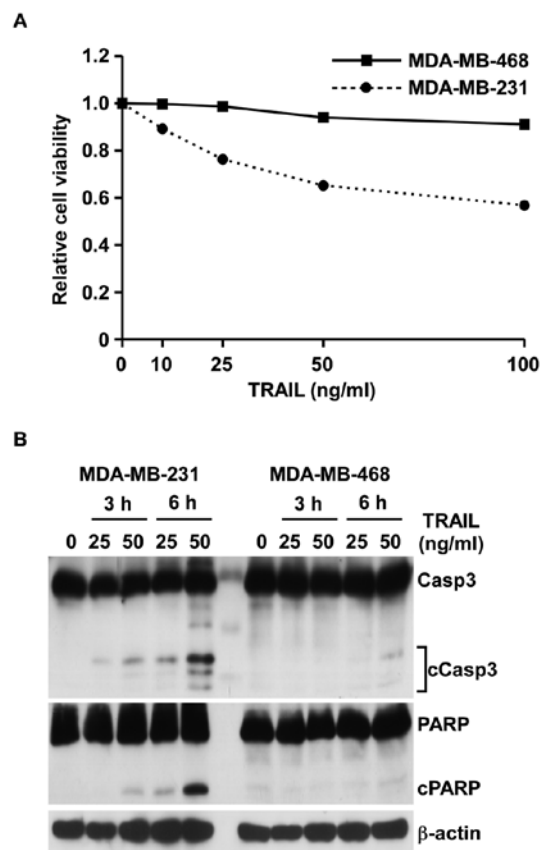 A
1.2
1.0
0.8
0.6
0.4
0.2
0
Relative cell viability
MDA-MB-468
MDA-MB-231
0 10 25 50 100
TRAIL (ng/ml)
B
MDA-MB-231 MDA-MB-468
3 h 6 h 3 h 6 h TRAIL
0 25 50 25 50 0 25 50 25 50 (ng/ml)
Casp3
cCasp3
PARP
cPARP
β-actin